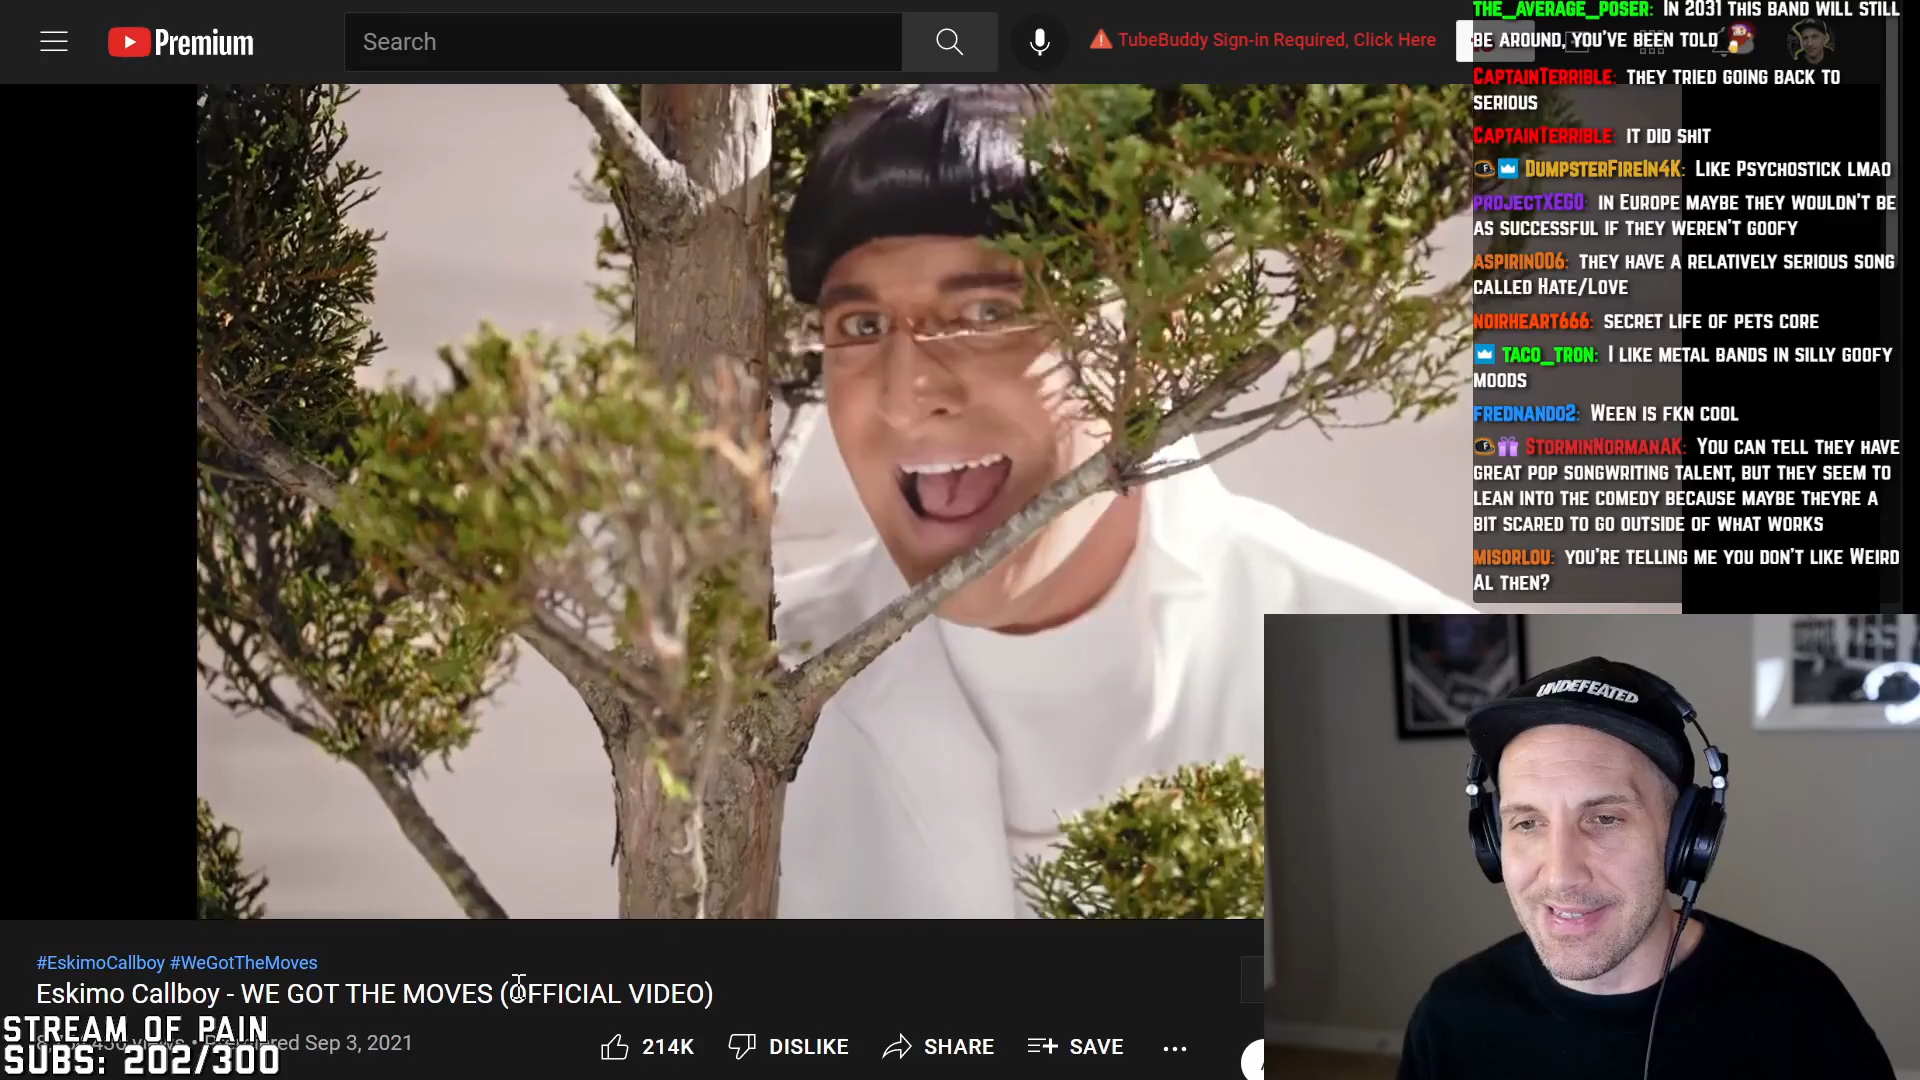 Premium
Search
TubeBuddy Sign-in Required, Click Here
THE_AVERAGE_POSER: IN 2031 THIS BAND WILL STILL
BE AROUND, YOU'VE BEEN TOLD
CAPTAINTERRIBLE: THEY TRIED GOING BACK TO
SERIOUS
CAPTAINTERRIBLE: IT DID SHIT
DUMPSTERFIREIN4K: LIKE PSYCHOSTICK LMAO
PROJECTXEGO: IN EUROPE MAYBE THEY WOULDN'T BE
AS SUCCESSFUL IF THEY WEREN'T GOOFY
ASPIRIN006: THEY HAVE A RELATIVELY SERIOUS SONG
CALLED HATE/LOVE
NOIRHEART666: SECRET LIFE OF PETS CORE
TACO_TRON: I LIKE METAL BANDS IN SILLY GOOFY
MOODS
FREDNANDO2: WEEN IS FKN COOL
STORMINNORMANAK: YOU CAN TELL THEY HAVE
GREAT POP SONGWRITING TALENT, BUT THEY SEEM TO
LEAN INTO THE COMEDY BECAUSE MAYBE THEYRE A
BIT SCARED TO GO OUTSIDE OF WHAT WORKS
MISORLOU: YOU'RE TELLING ME YOU DON'T LIKE WEIRD
AL THEN?
UNDEFEATED
#EskimoCallboy #WeGotTheMoves
Eskimo Callboy - WE GOT THE MOVES (OFFICIAL VIDEO)
STREAM OF PAIN
SUBS: 202/300
Sep 3, 2021
214K
DISLIKE
SHARE
SAVE